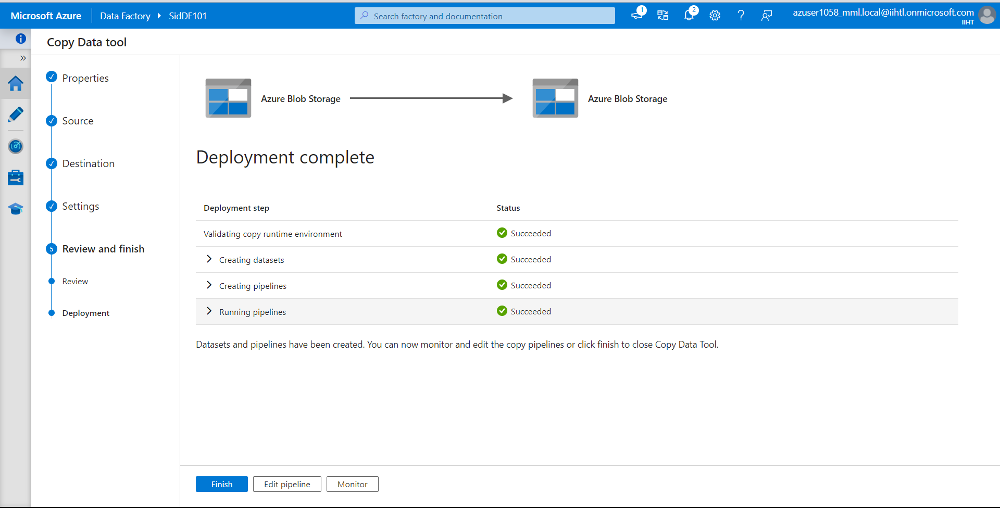 Microsoft Azure Data Factory SidDF101 Search factory and documentation 1 2 ? azuser1058_mml.local@iihtl.onmicrosoft.com
IIHT
Copy Data tool
Properties
Source
Destination
Settings
5 Review and finish
Review
Deployment
Azure Blob Storage Azure Blob Storage
Deployment complete
Deployment step Status
Validating copy runtime environment Succeeded
Creating datasets Succeeded
Creating pipelines Succeeded
Running pipelines Succeeded
Datasets and pipelines have been created. You can now monitor and edit the copy pipelines or click finish to close Copy Data Tool.
Finish Edit pipeline Monitor